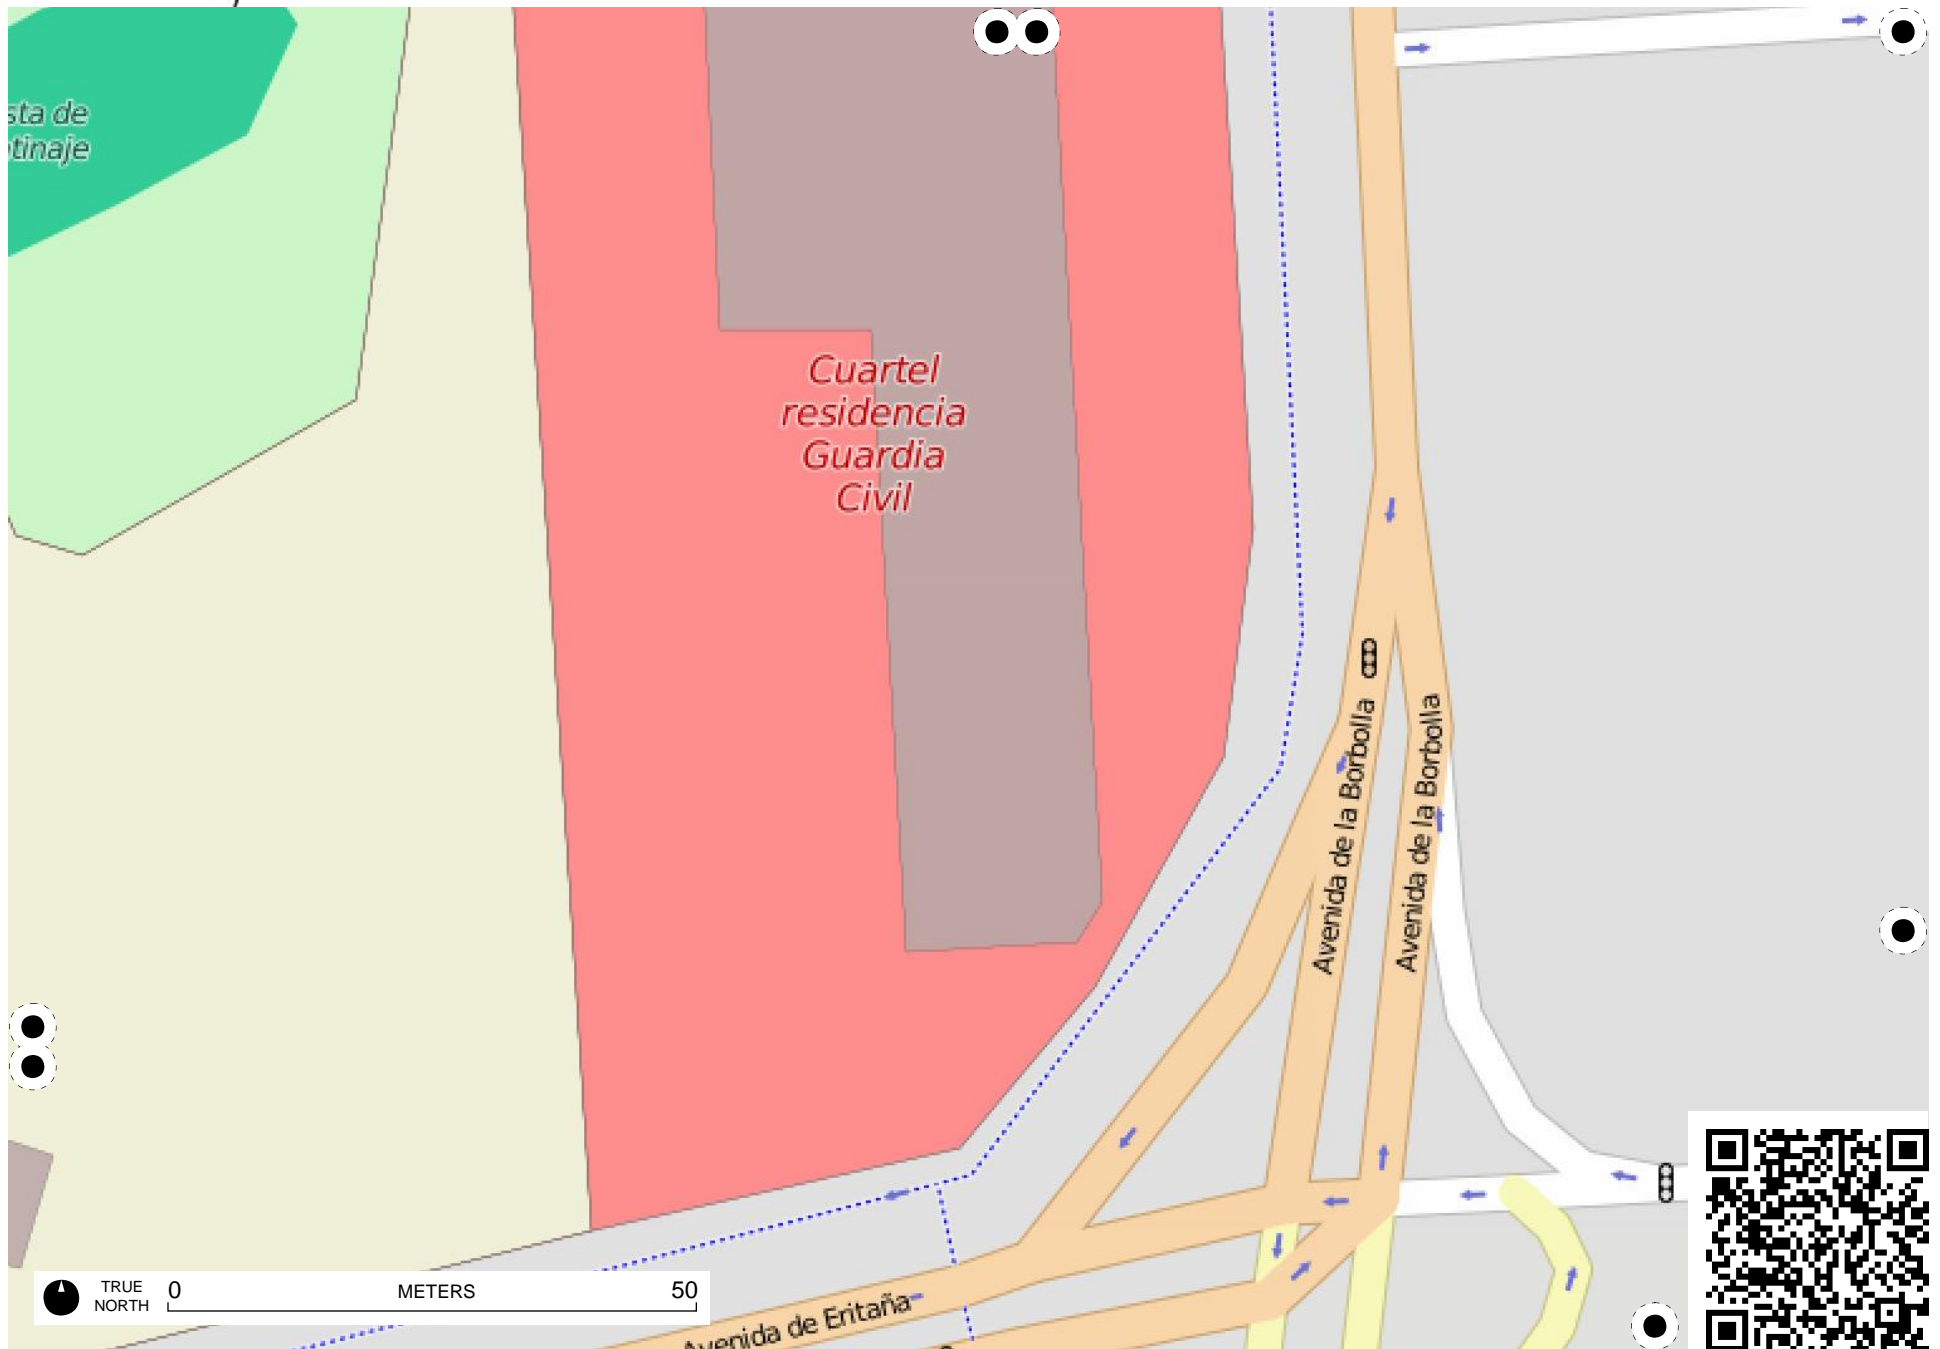 sta de
tinaje
Cuartel
residencia
Guardia
Civil
Avenida de la Borbolla
Avenida de la Borbolla
TRUE
NORTH
0
METERS
50
Avenida de Eritaña